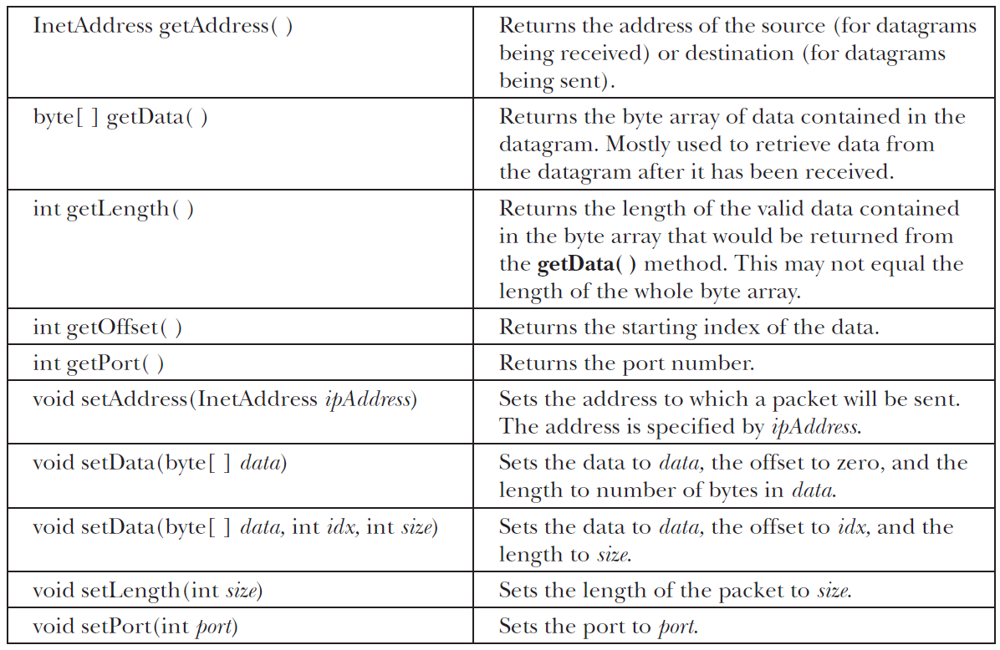 InetAddress getAddress( )
Returns the address of the source (for datagrams
being received) or destination (for datagrams
being sent).
byte[ ] getData( )
Returns the byte array of data contained in the
datagram. Mostly used to retrieve data from
the datagram after it has been received.
int getLength( )
Returns the length of the valid data contained
in the byte array that would be returned from
the getData( ) method. This may not equal the
length of the whole byte array.
int getOffset( )
Returns the starting index of the data.
int getPort( )
Returns the port number.
void setAddress(InetAddress ipAddress)
Sets the address to which a packet will be sent.
The address is specified by ipAddress.
void setData(byte[ ] data)
Sets the data to data, the offset to zero, and the
length to number of bytes in data.
void setData(byte[ ] data, int idx, int size)
Sets the data to data, the offset to idx, and the
length to size.
void setLength(int size)
Sets the length of the packet to size.
void setPort(int port)
Sets the port to port.